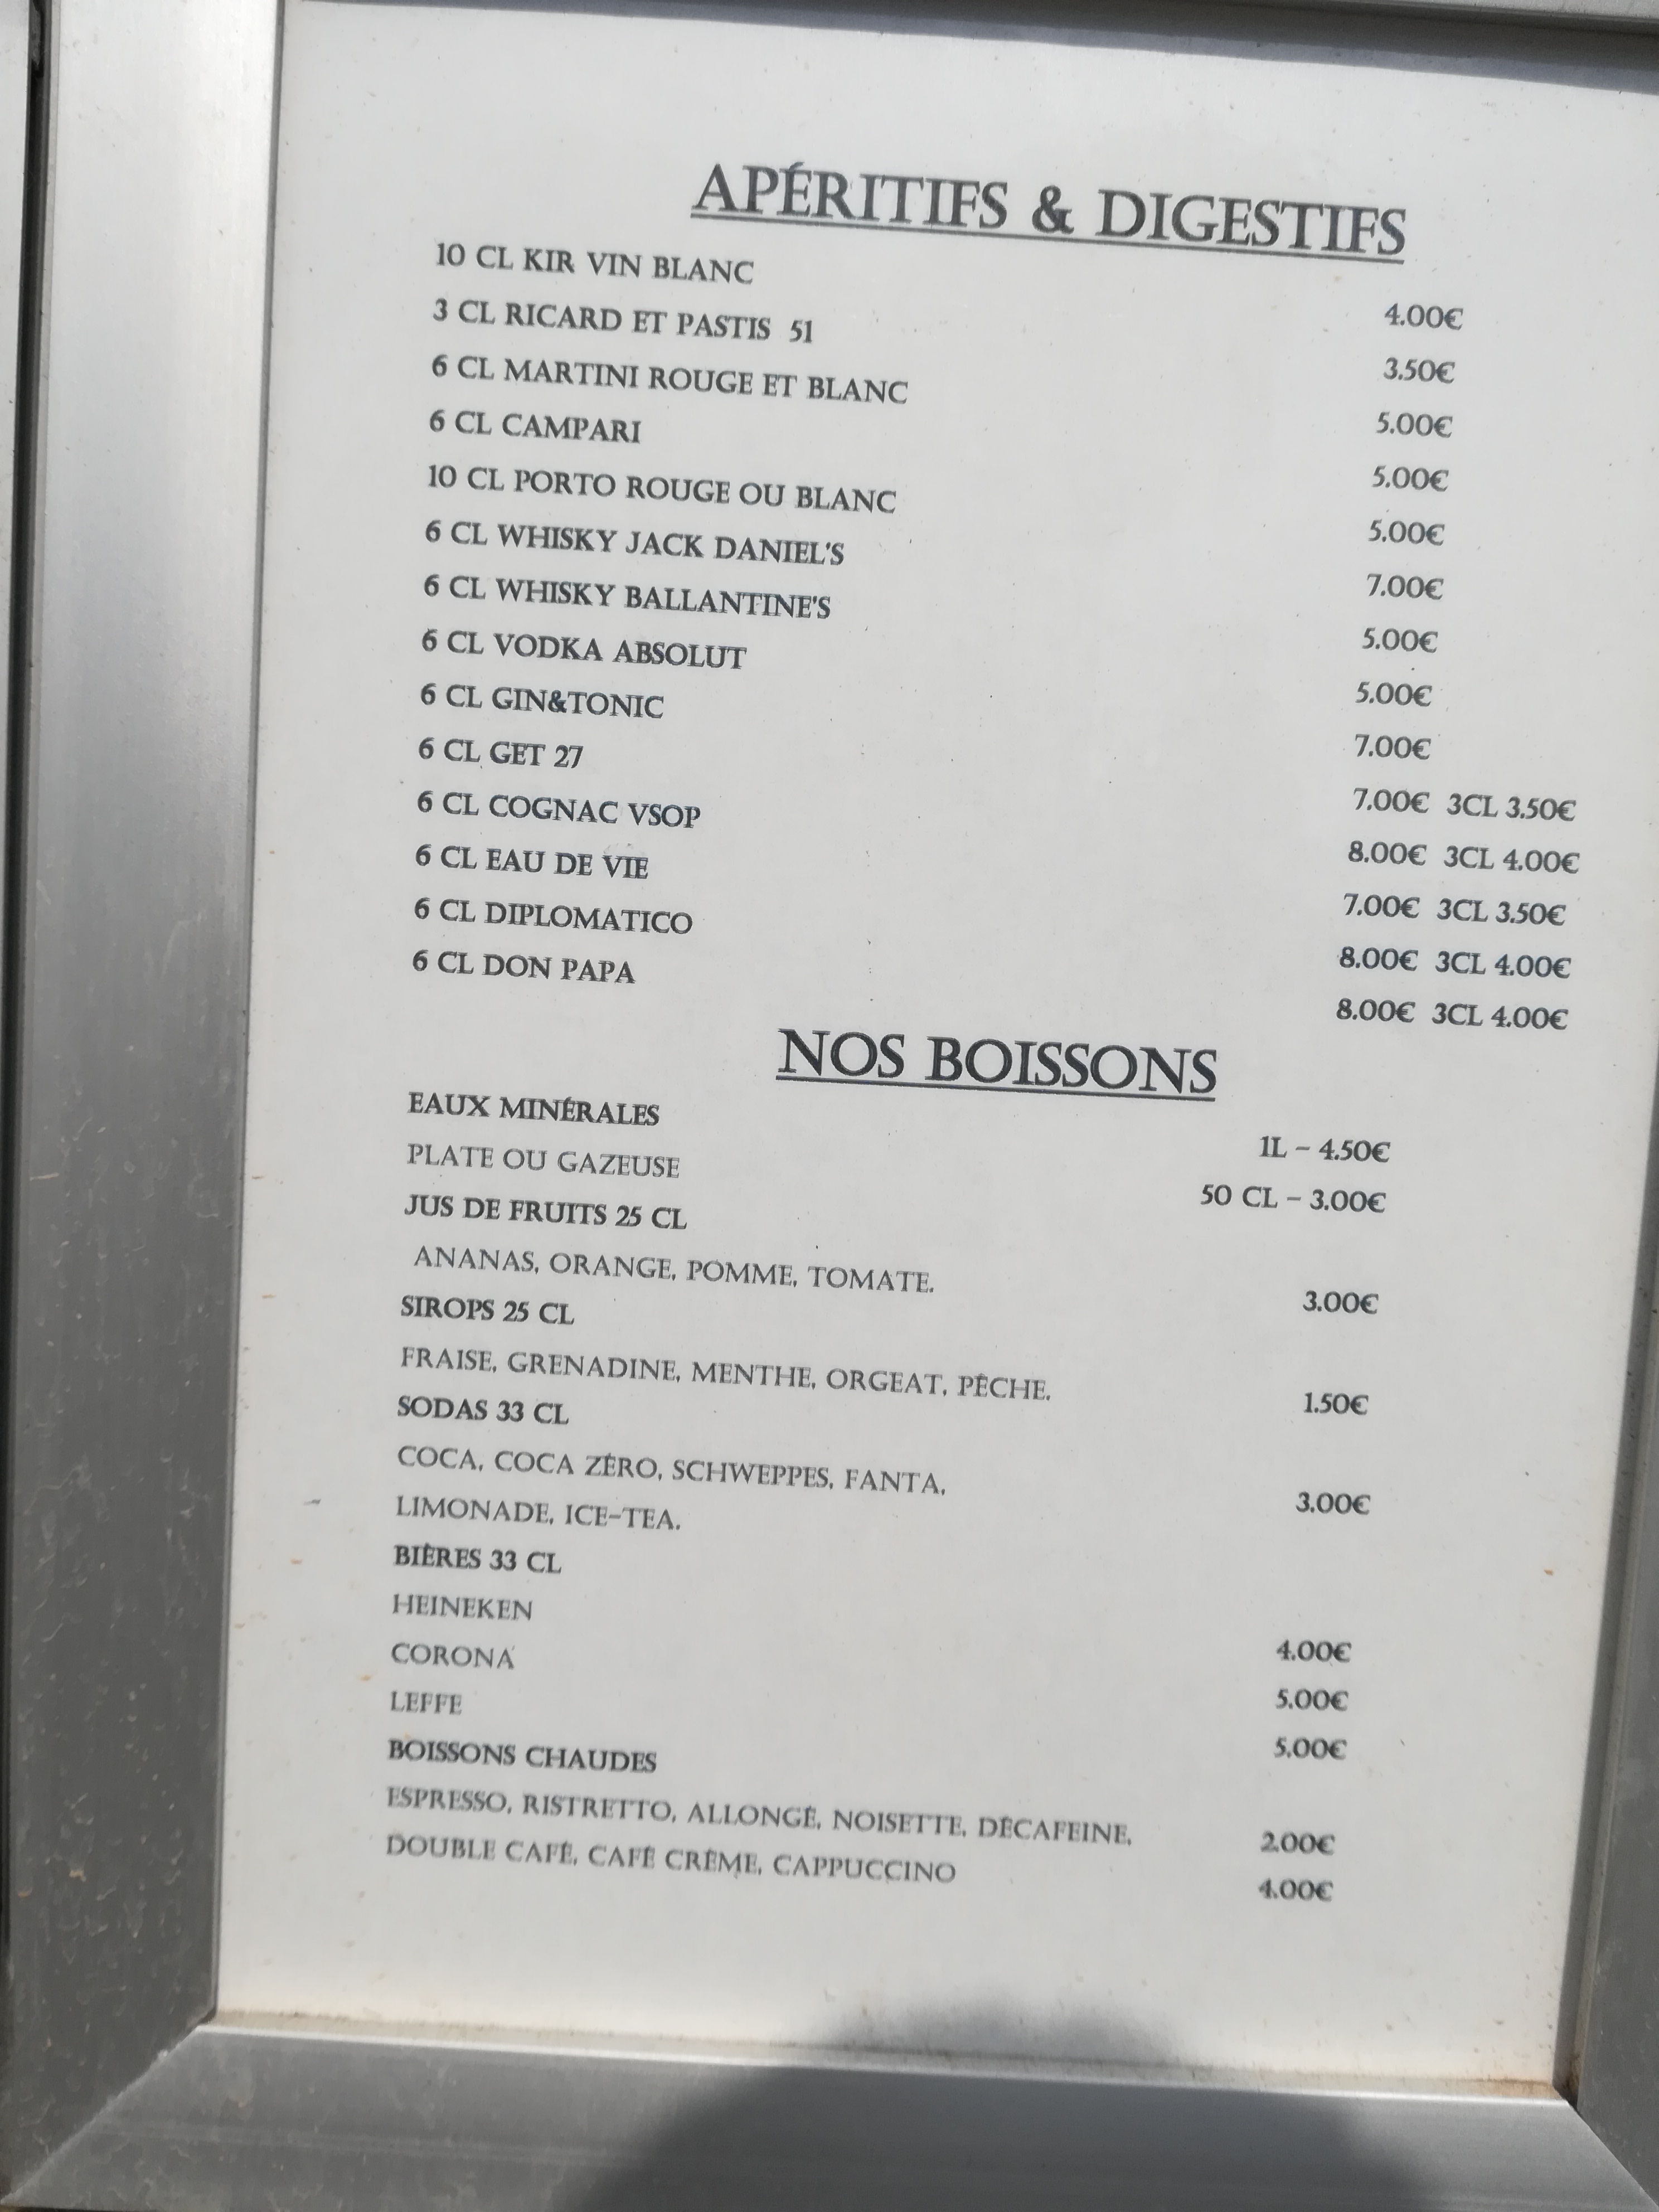 APÉRITIFS & DIGESTIFS
10 CL KIR VIN BLANC 4.00€
3 CL RICARD ET PASTIS 51 3.50€
6 CL MARTINI ROUGE ET BLANC 5.00€
6 CL CAMPARI 5.00€
10 CL PORTO ROUGE OU BLANC 5.00€
6 CL WHISKY JACK DANIEL'S 7.00€
6 CL WHISKY BALLANTINE'S 5.00€
6 CL VODKA ABSOLUT 5.00€
6 CL GIN&TONIC 7.00€
6 CL GET 27 7.00€ 3CL 3.50€
6 CL COGNAC VSOP 8.00€ 3CL 4.00€
6 CL EAU DE VIE 7.00€ 3CL 3.50€
6 CL DIPLOMATICO 8.00€ 3CL 4.00€
6 CL DON PAPA 8.00€ 3CL 4.00€
NOS BOISSONS
EAUX MINÉRALES 1L - 4.50€
PLATE OU GAZEUSE 50 CL - 3.00€
JUS DE FRUITS 25 CL
ANANAS, ORANGE, POMME, TOMATE. 3.00€
SIROPS 25 CL
FRAISE, GRENADINE, MENTHE, ORGEAT, PÊCHE. 1.50€
SODAS 33 CL
COCA, COCA ZÉRO, SCHWEPPES, FANTA, 3.00€
LIMONADE, ICE-TEA.
BIÈRES 33 CL
HEINEKEN 4.00€
CORONA 5.00€
LEFFE 5.00€
BOISSONS CHAUDES
ESPRESSO, RISTRETTO, ALLONGÉ, NOISETTE, DÉCAFEINE, 2.00€
DOUBLE CAFÉ, CAFÉ CRÈME, CAPPUCCINO 4.00€